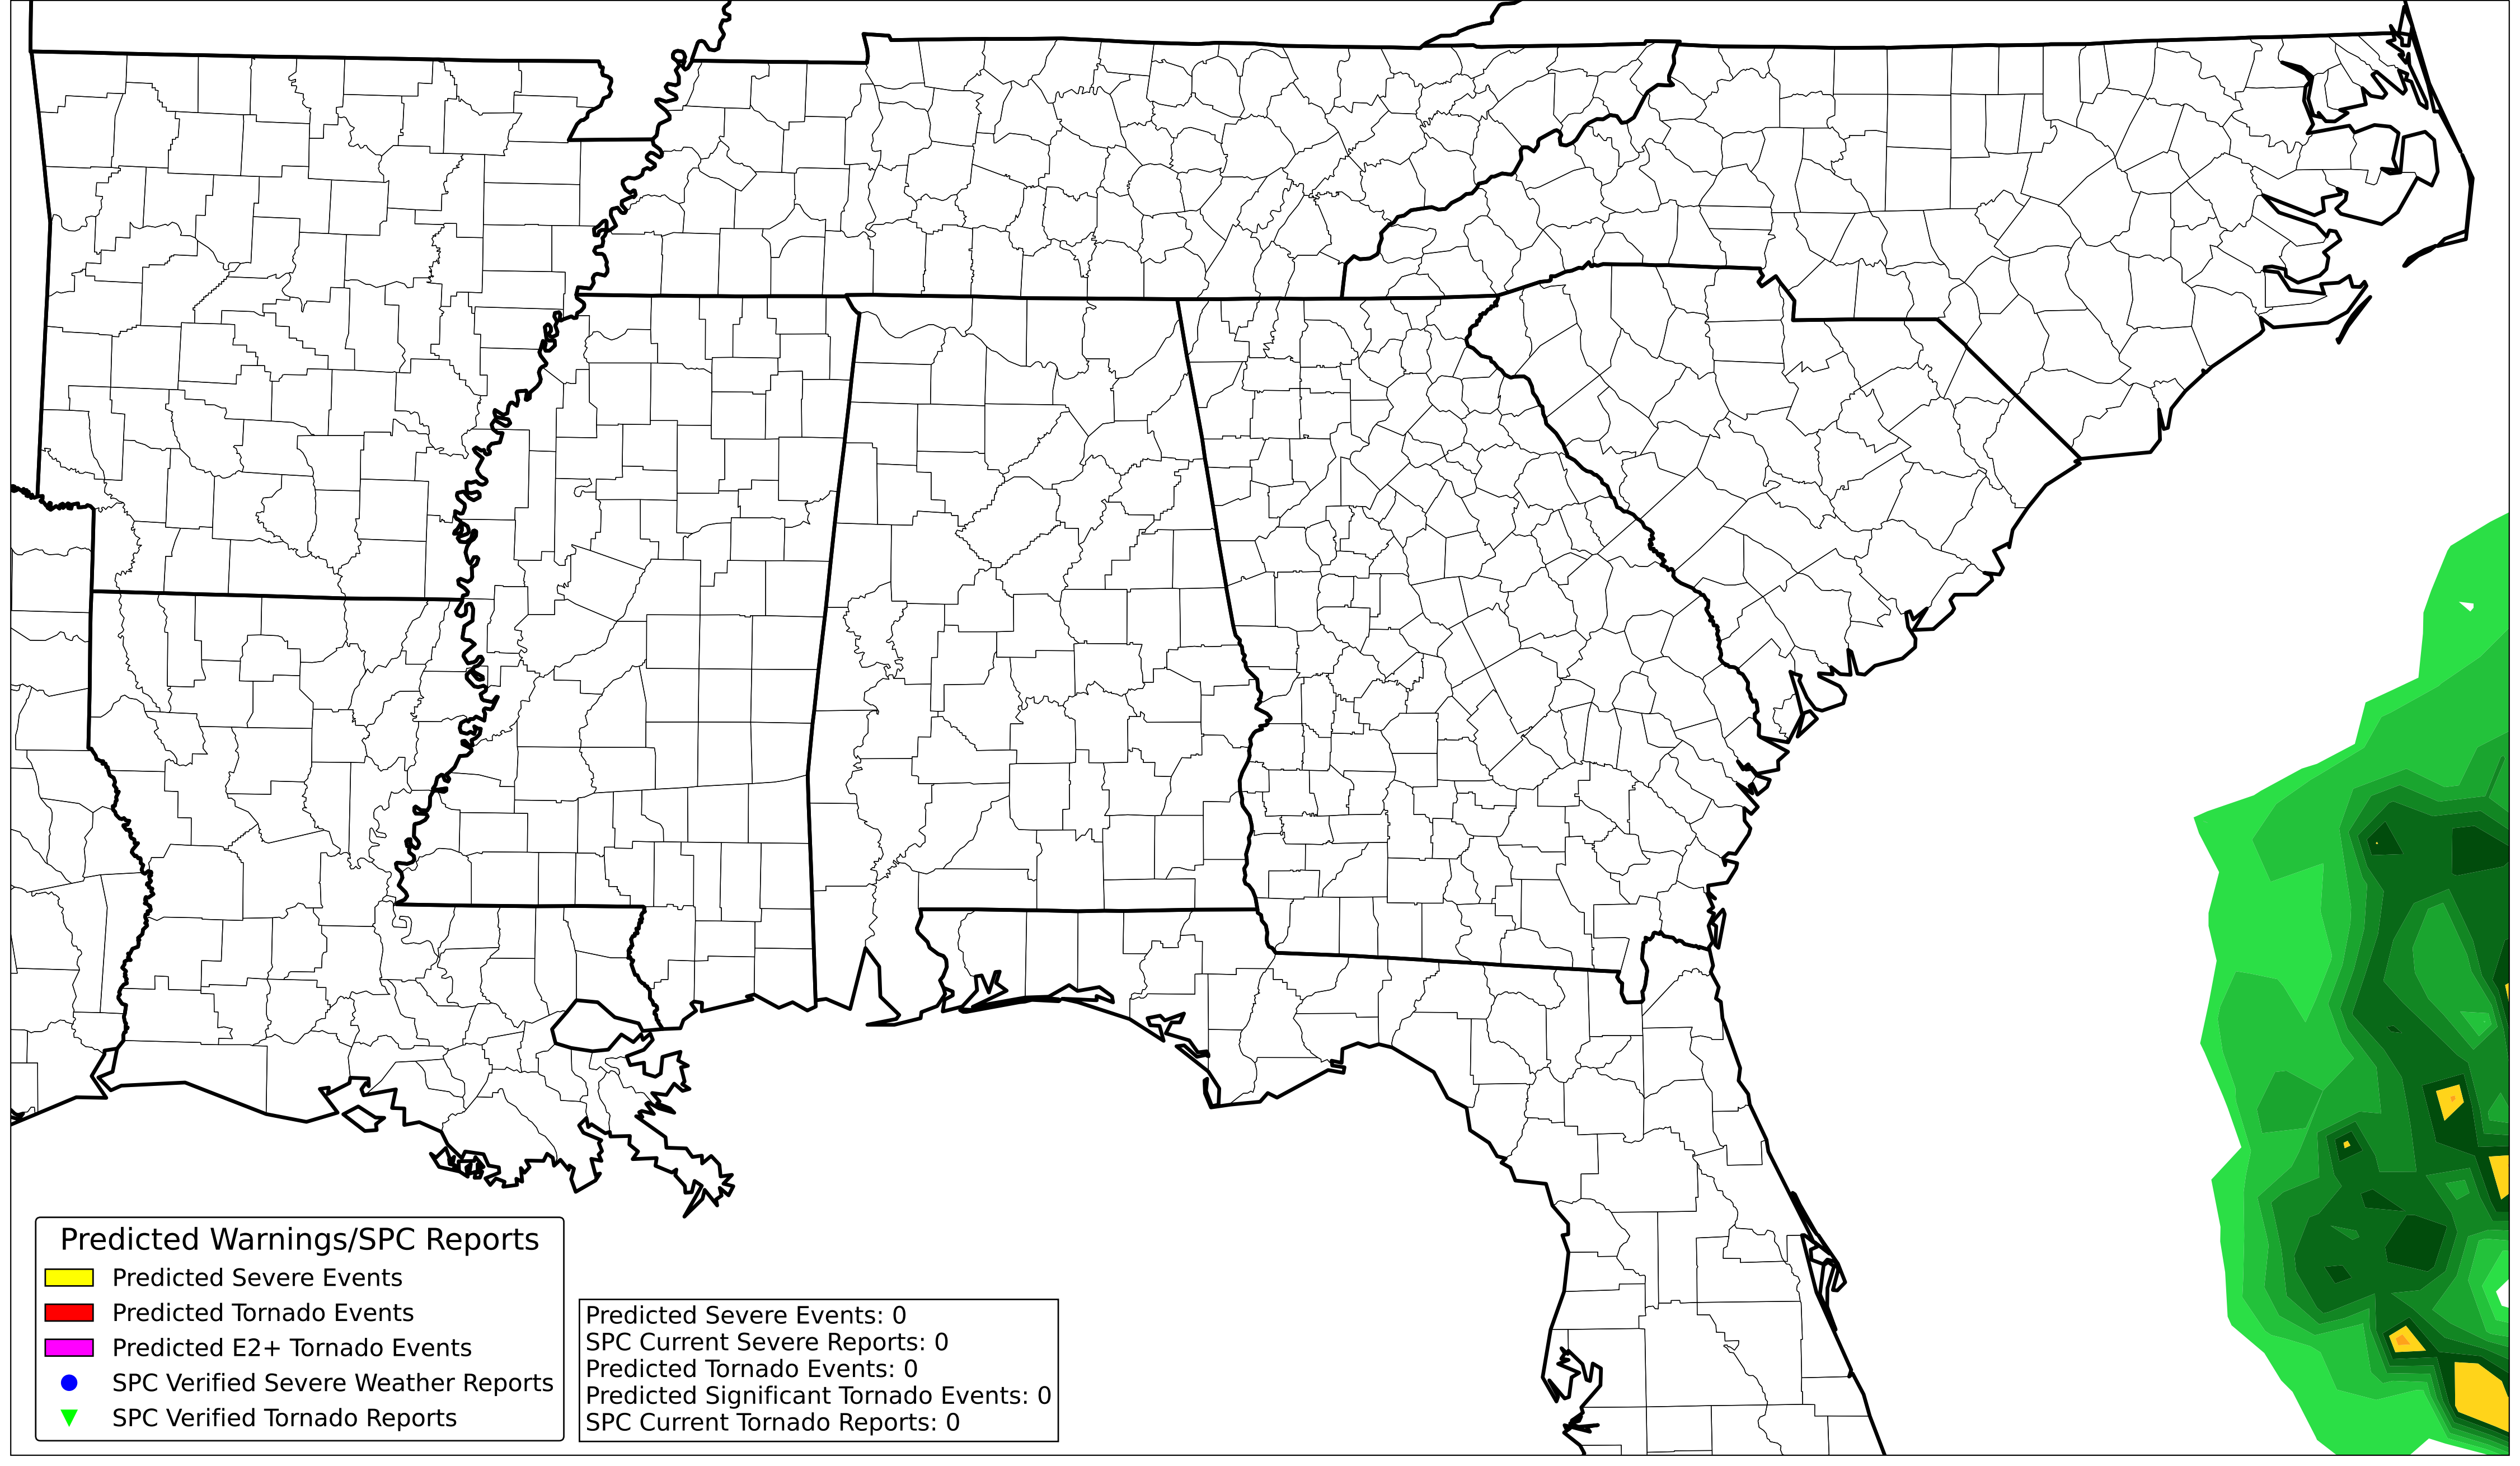 Predicted Warnings/SPC Reports
Predicted Severe Events
Predicted Tornado Events
Predicted E2+ Tornado Events
SPC Verified Severe Weather Reports
SPC Verified Tornado Reports
Predicted Severe Events: 0
SPC Current Severe Reports: 0
Predicted Tornado Events: 0
Predicted Significant Tornado Events: 0
SPC Current Tornado Reports: 0